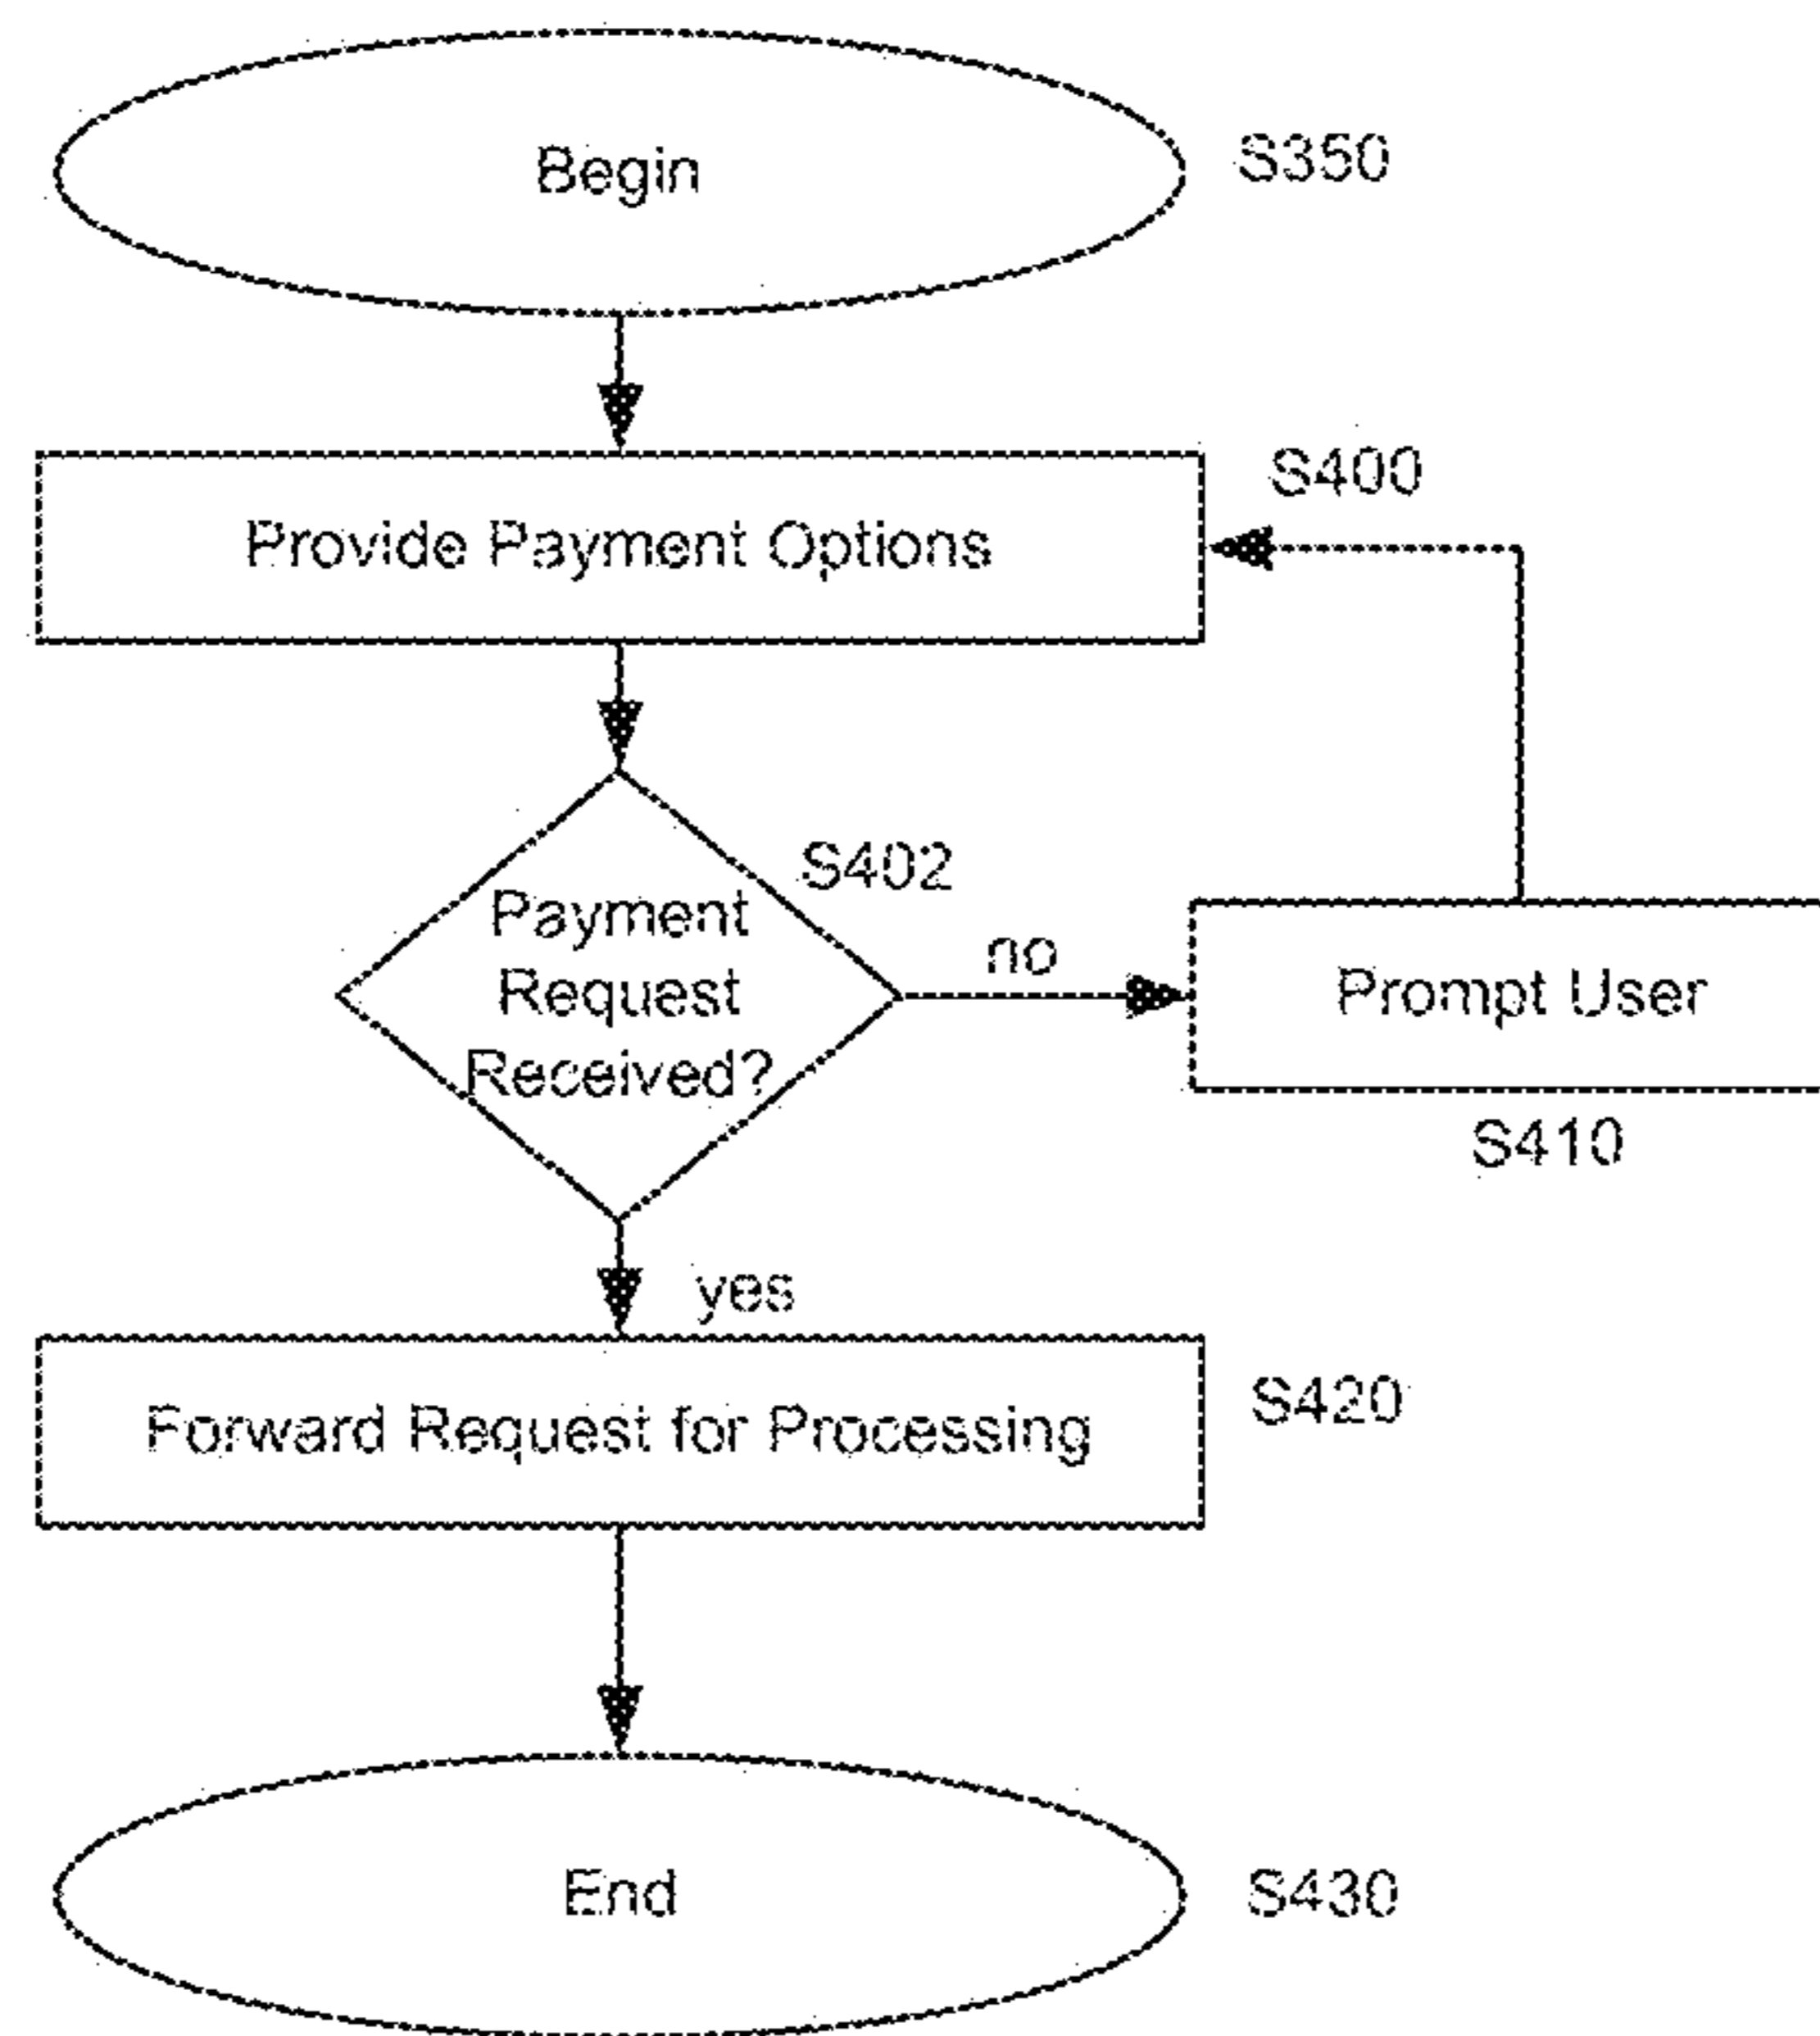 Begin
S350
S400
Provide Payment Options
S402
Payment
Request
Received?
no
Prompt User
S410
yes
Forward Request for Processing
S420
End
S430